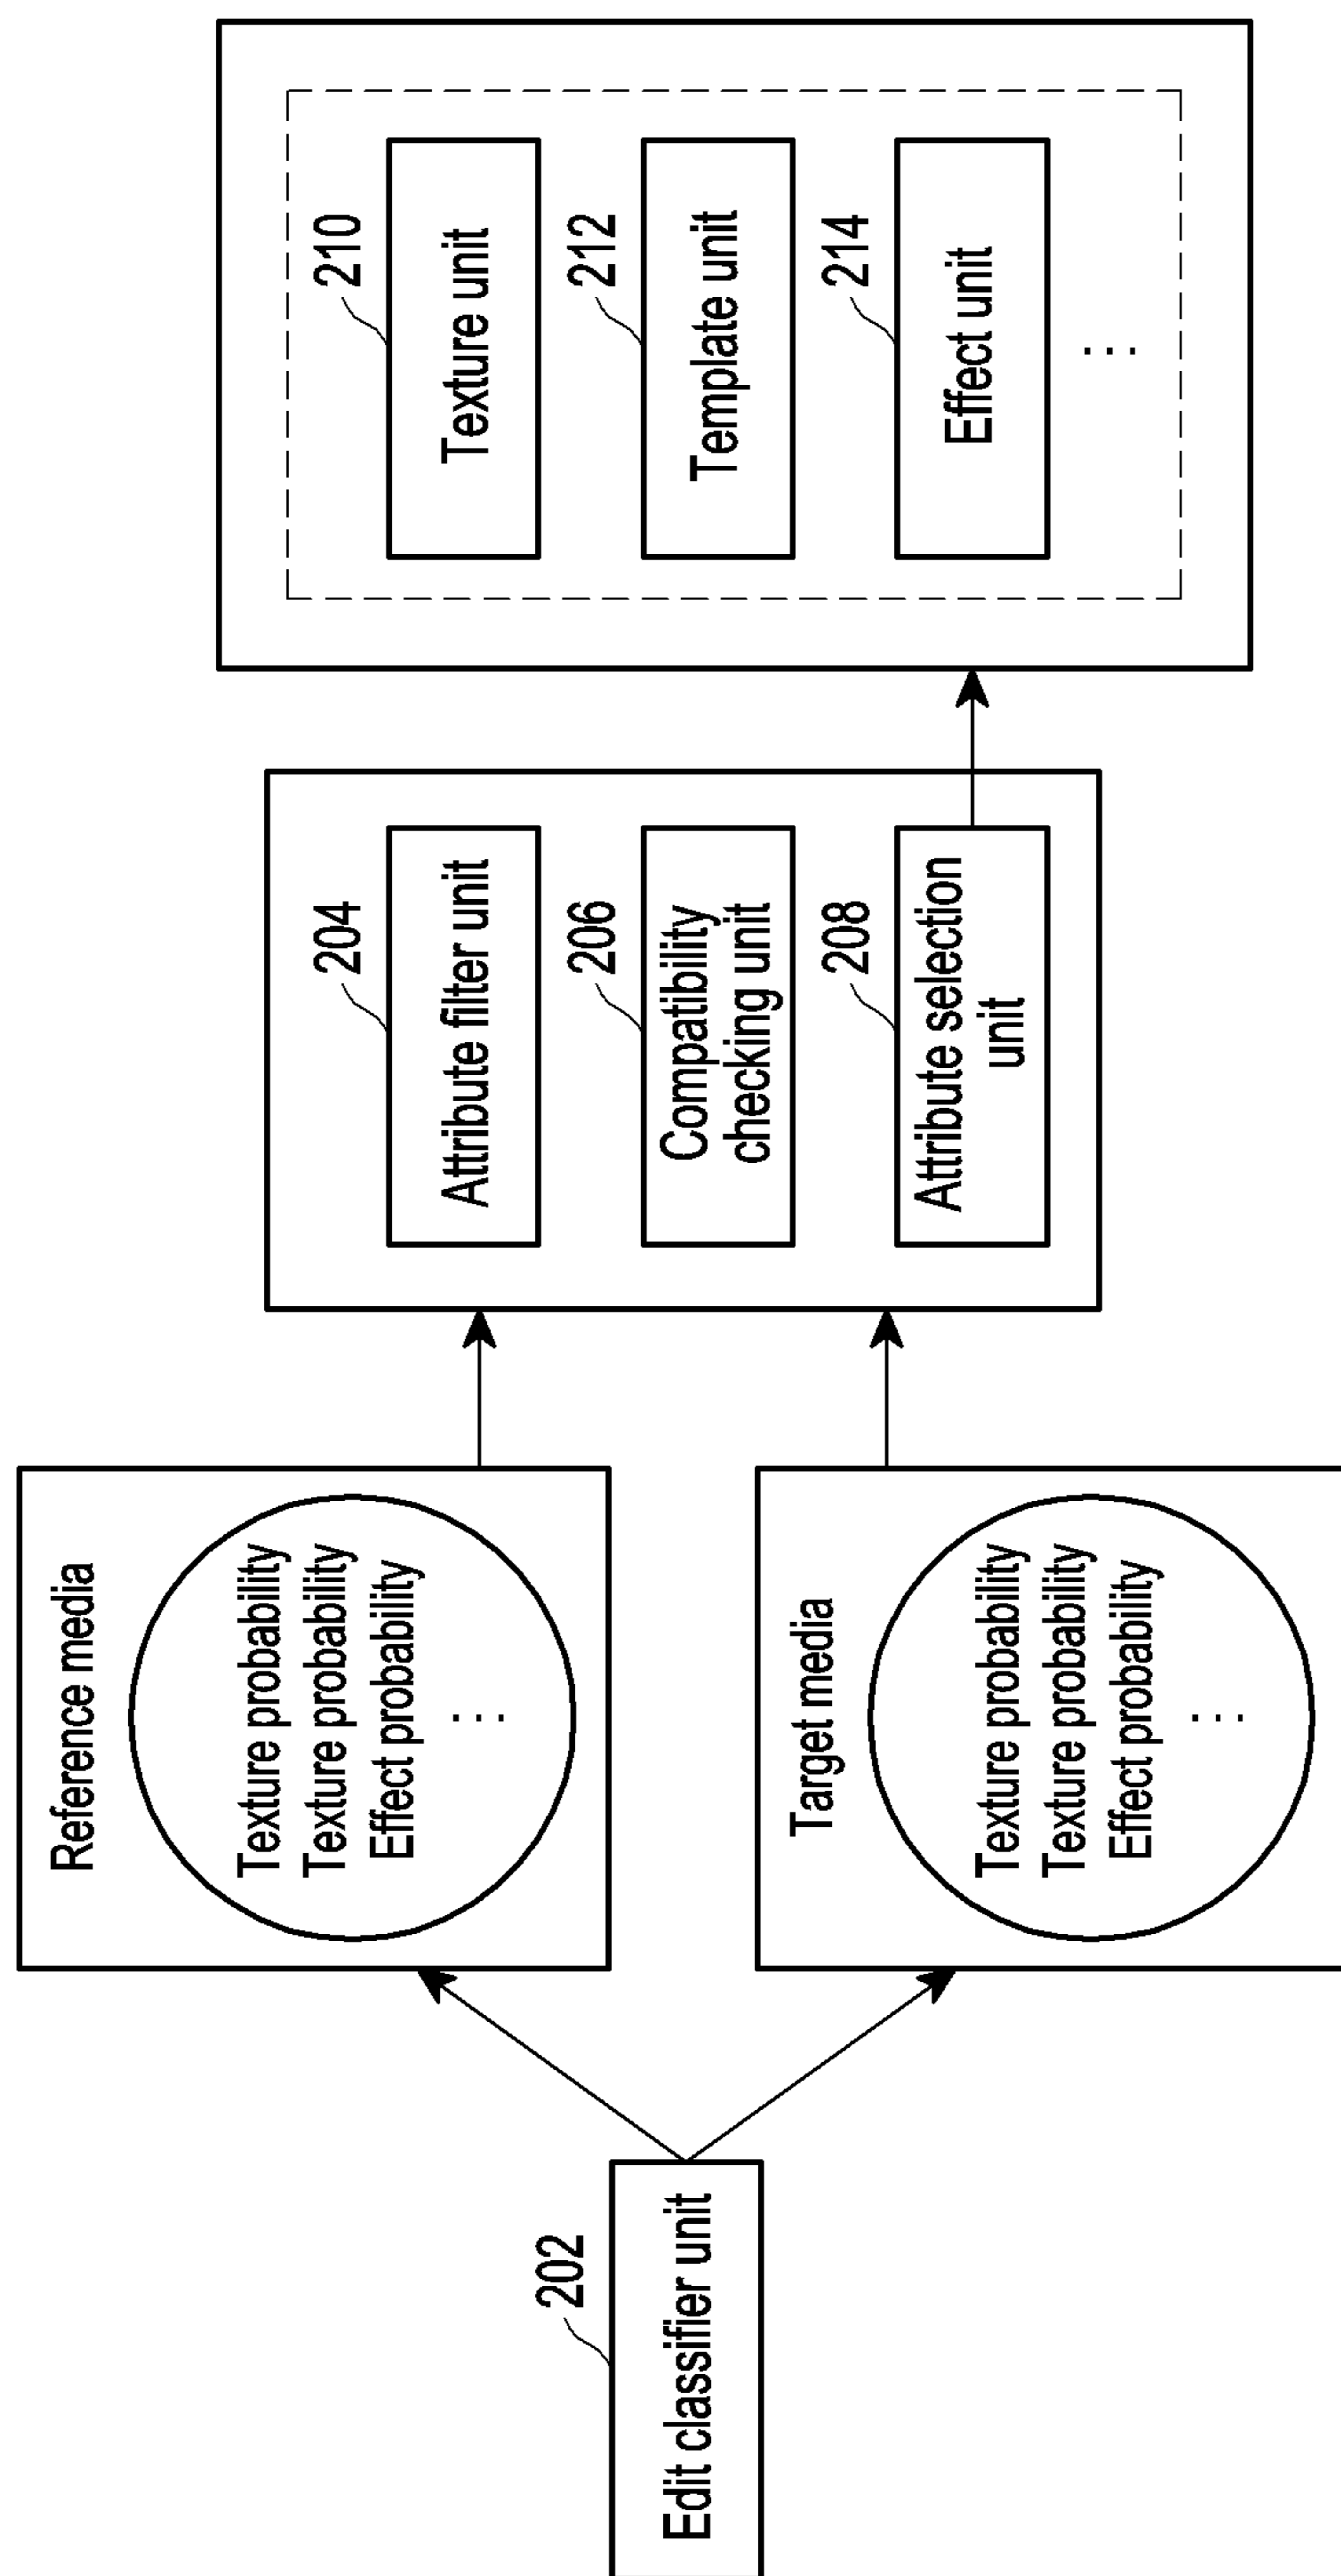 202
Edit classifier unit
Reference media
Texture probability
Texture probability
Effect probability
...
Target media
Texture probability
Texture probability
Effect probability
...
204
Attribute filter unit
206
Compatibility
checking unit
208
Attribute selection
unit
210
Texture unit
212
Template unit
214
Effect unit
...